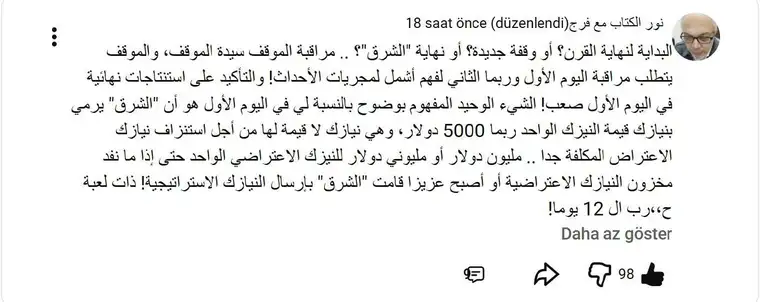 نور الكتاب مع فرج(düzenlendi) 18 saat önce
البداية لنهاية القرن؟ أو وقفة جديدة؟ أو نهاية "الشرق"؟ .. مراقبة الموقف سيدة الموقف، والموقف
يتطلب مراقبة اليوم الأول وربما الثاني لفهم أشمل لمجريات الأحداث! والتأكيد على استنتاجات نهائية
في اليوم الأول صعب! الشيء الوحيد المفهوم بوضوح بالنسبة لي في اليوم الأول هو أن "الشرق" يرمي
بنيازك قيمة النيزك الواحد ربما 5000 دولار، وهي نيازك لا قيمة لها من أجل استنزاف نيازك
الاعتراض المكلفة جدا .. مليون دولار أو مليوني دولار للنيزك الاعتراضي الواحد حتى إذا ما نفد
مخزون النيازك الاعتراضية أو أصبح عزيزا قامت "الشرق" بإرسال النيازك الاستراتيجية! ذات لعبة
ح،،رب ال 12 يوما!
Daha az göster
98